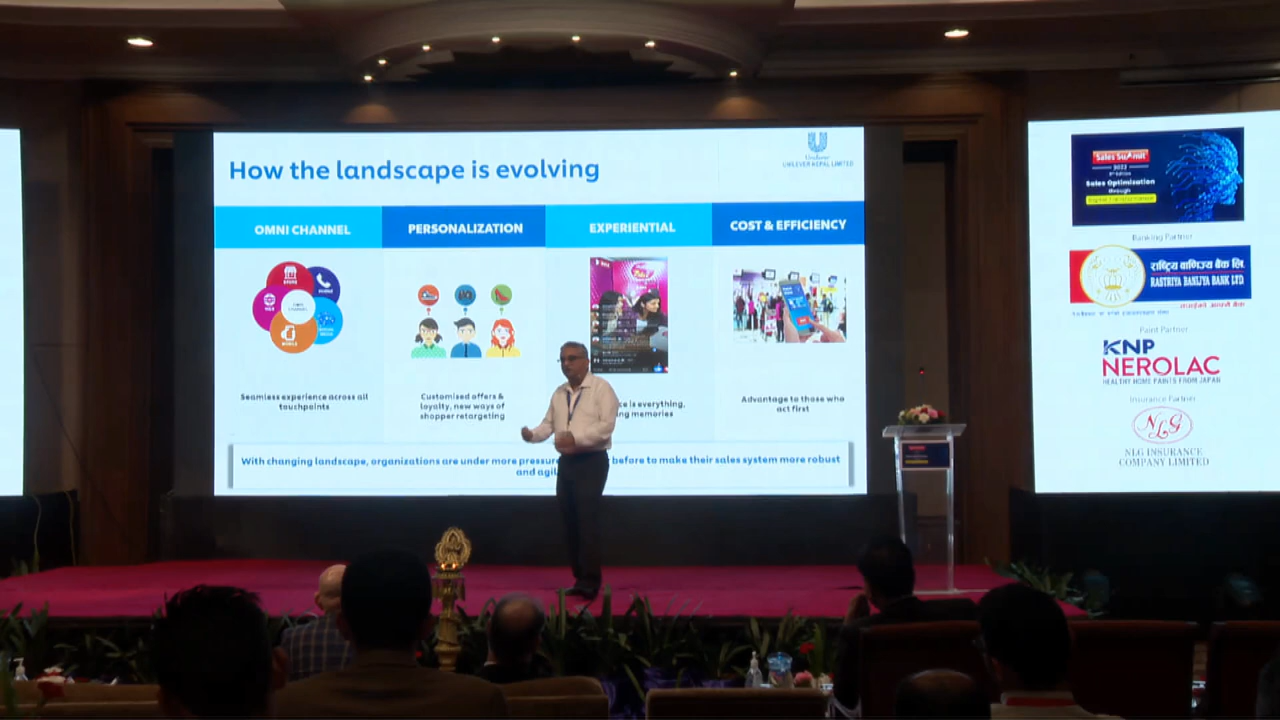 How the landscape is evolving
Unilever
UNILEVER NEPAL LIMITED
OMNI CHANNEL
PERSONALIZATION
EXPERIENTIAL
COST & EFFICIENCY
STORE
MOBILE
Seamless experience across all
touchpoints
Customised offers &
loyalty, new ways of
shopper retargeting
is everything,
memories
Advantage to those who
act first
With changing landscape, organizations are under more pressure before to make their sales system more robust
and
Sales Summit
2022
Sales Optimization
through
Banking Partner
राष्ट्रिय वाणिज्य बैंक लि.
RASTRIYA BANIJYA BANK LTD.
Paint Partner
KNP
NEROLAC
HEALTHY HOME PAINTS FROM JAPAN
Insurance Partner
NLG
NLG INSURANCE
COMPANY LIMITED